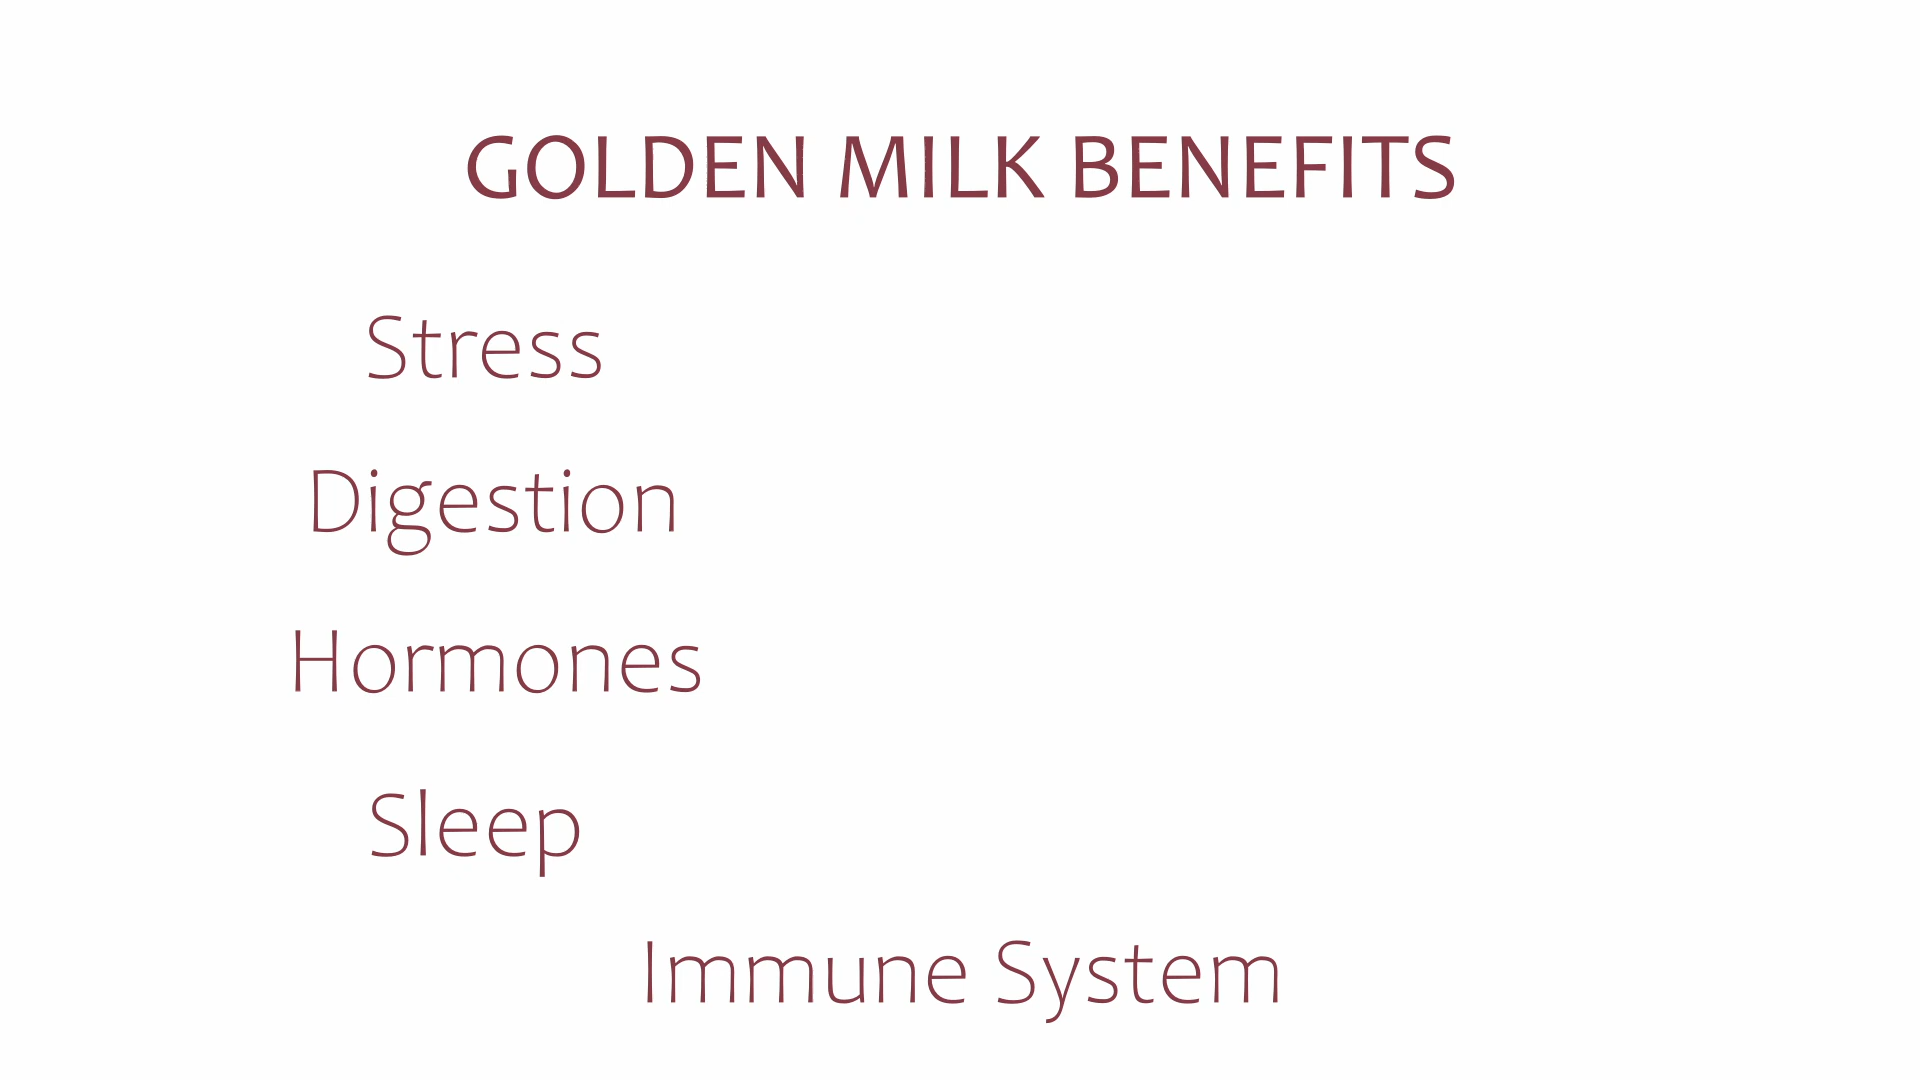 GOLDEN MILK BENEFITS
Stress
Digestion
Hormones
Sleep
Immune System